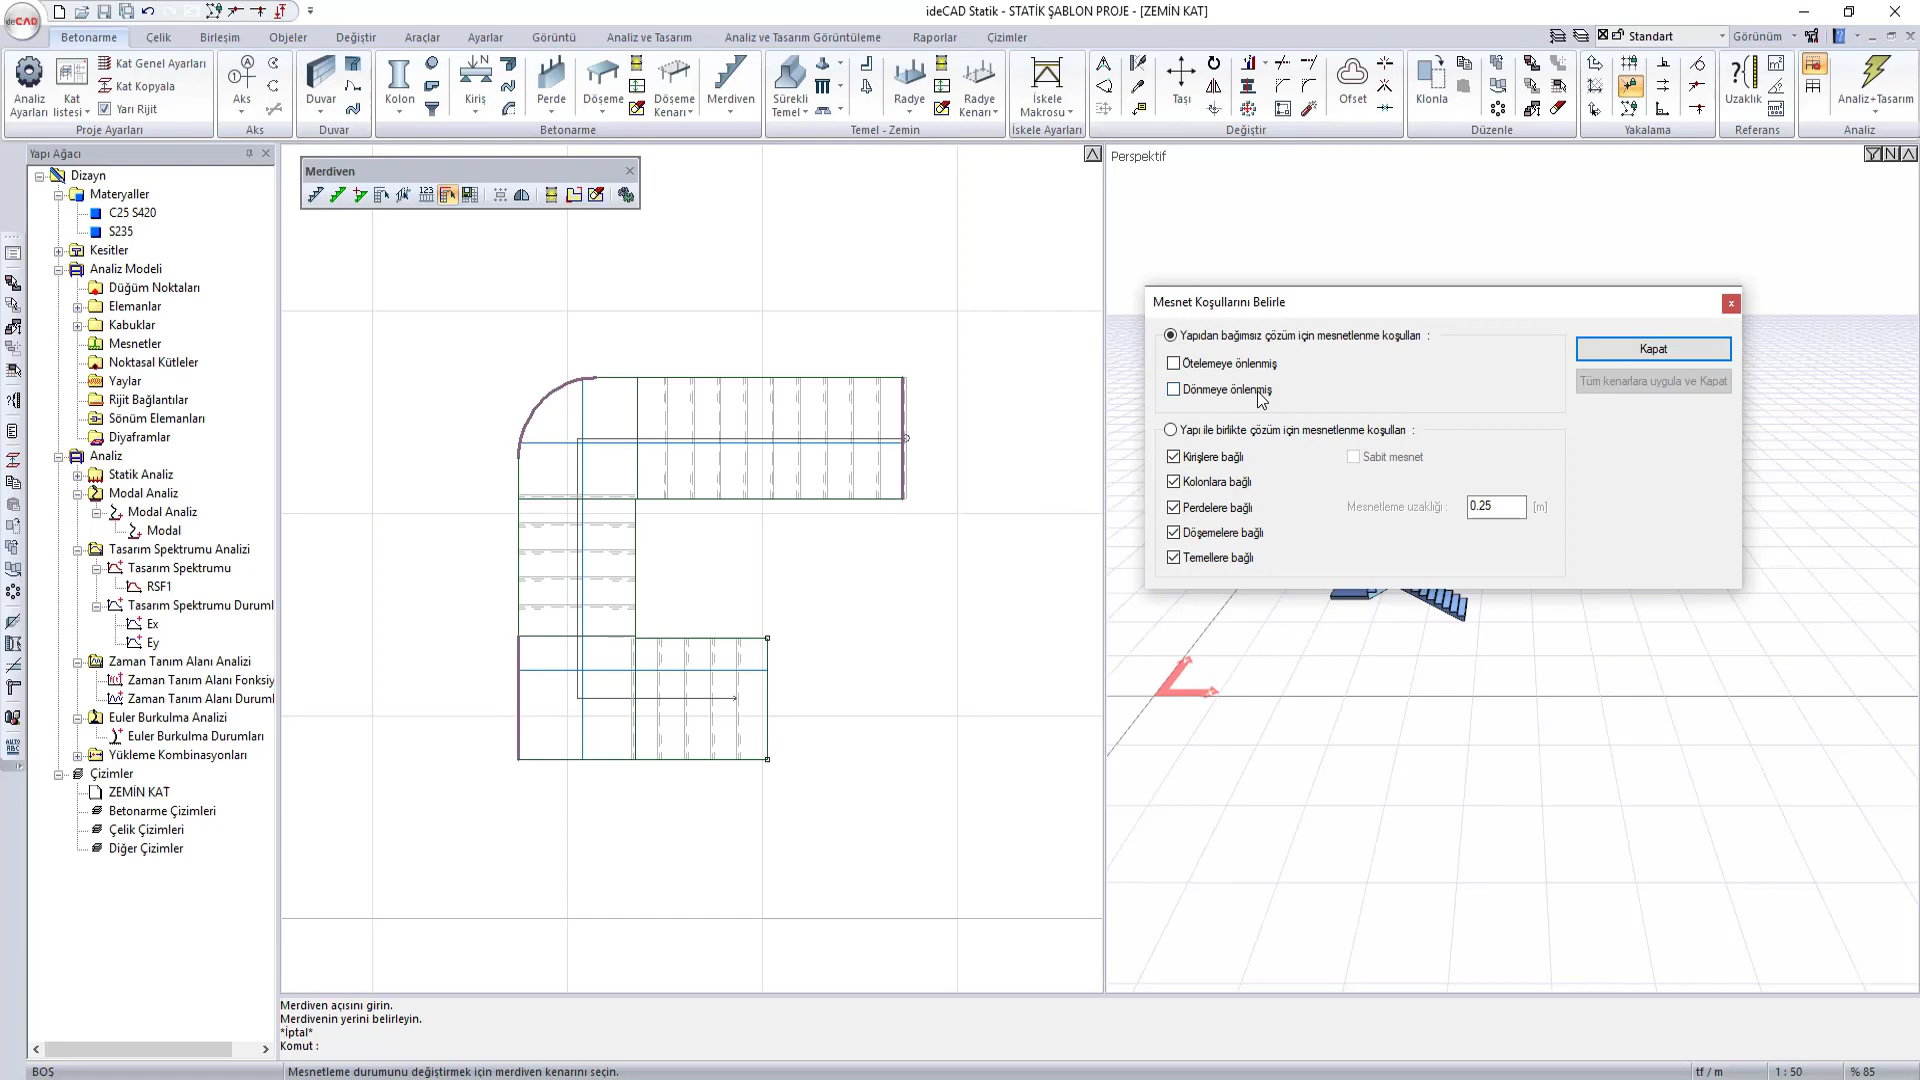 ideCAD
ideCAD Statik - STATİK ŞABLON PROJE - [ZEMİN KAT]
Betonarme Çelik Birleşim Objeler Değiştir Araçlar Ayarlar Görüntü Analiz ve Tasarım Analiz ve Tasarım Görüntüleme Raporlar Çizimler Standart Görünüm
Kat Genel Ayarları
Kat Kopyala
Yarı Rijit
Analiz Ayarları
Kat listesi
Aks
Duvar
Kolon
Kiriş
Perde
Döşeme
Döşeme Kenarı
Merdiven
Sürekli Temel
Radye
Radye Kenarı
İskele Makrosu
Taşı
Ofset
Klonla
Uzaklık
Analiz+Tasarım
Proje Ayarları Aks Duvar Betonarme Temel - Zemin İskele Ayarları Değiştir Düzenle Yakalama Referans Analiz
Yapı Ağacı
Dizayn
Materyaller
C25 S420
S235
Kesitler
Analiz Modeli
Düğüm Noktaları
Elemanlar
Kabuklar
Mesnetler
Noktasal Kütleler
Yaylar
Rijit Bağlantılar
Sönüm Elemanları
Diyaframlar
Analiz
Statik Analiz
Modal Analiz
Modal Analiz
Modal
Tasarım Spektrumu Analizi
Tasarım Spektrumu
RSF1
Tasarım Spektrumu Duruml
Ex
Ey
Zaman Tanım Alanı Analizi
Zaman Tanım Alanı Fonksiy
Zaman Tanım Alanı Duruml
Euler Burkulma Analizi
Euler Burkulma Durumları
Yükleme Kombinasyonları
Çizimler
ZEMİN KAT
Betonarme Çizimleri
Çelik Çizimleri
Diğer Çizimler
Merdiven
123
Perspektif
Mesnet Koşullarını Belirle
Yapıdan bağımsız çözüm için mesnetlenme koşulları :
Ötelemeye önlenmiş
Dönmeye önlenmiş
Kapat
Tüm kenarlara uygula ve Kapat
Yapı ile birlikte çözüm için mesnetlenme koşulları :
Kirişlere bağlı
Sabit mesnet
Kolonlara bağlı
Perdelere bağlı
Mesnetleme uzaklığı : 0.25 [m]
Döşemelere bağlı
Temellere bağlı
Merdiven açısını girin.
Merdivenin yerini belirleyin.
*İptal*
Komut :
BOŞ Mesnetleme durumunu değiştirmek için merdiven kenarını seçin. tf / m 1 : 50 % 85